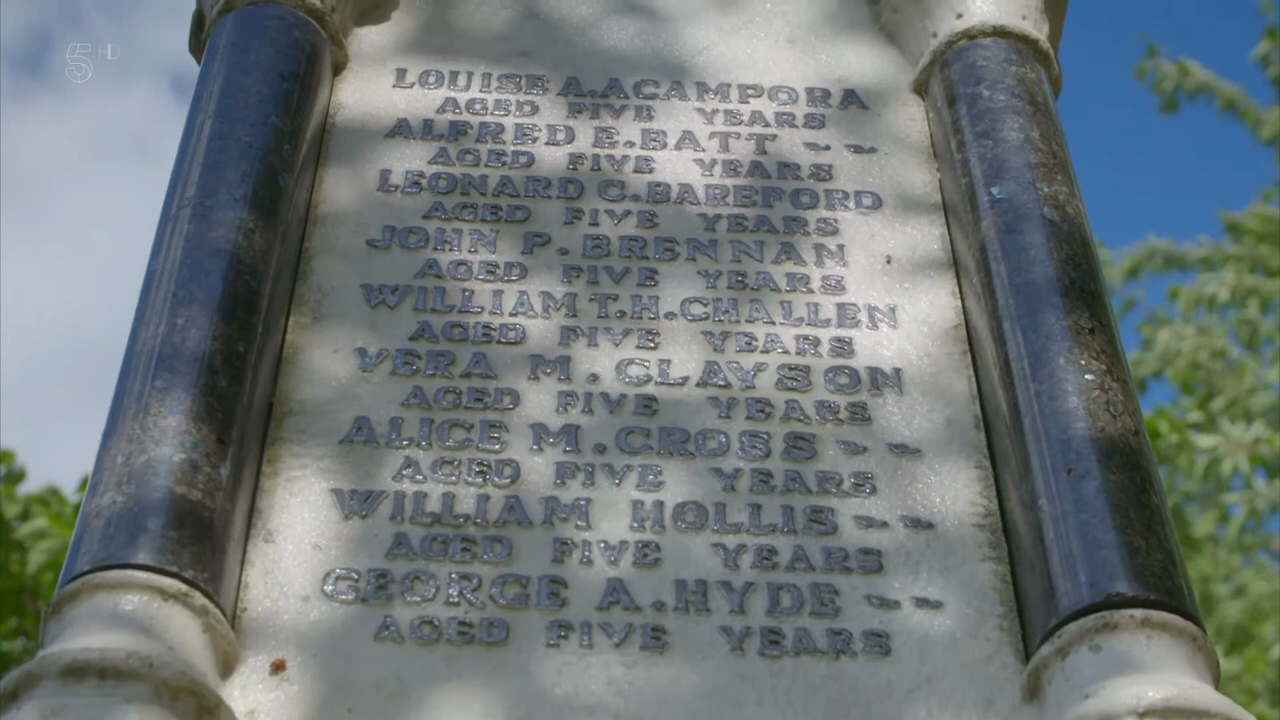 5 HD
LOUISE A. ACAMPORA
AGED FIVE YEARS
ALFRED E. BATT - -
AGED FIVE YEARS
LEONARD C. BAREFORD
AGED FIVE YEARS
JOHN P. BRENNAN
AGED FIVE YEARS
WILLIAM T.H. CHALLEN
AGED FIVE YEARS
VERA M. CLAYSON
AGED FIVE YEARS
ALICE M. CROSS - -
AGED FIVE YEARS
WILLIAM HOLLIS - -
AGED FIVE YEARS
GEORGE A. HYDE - -
AGED FIVE YEARS